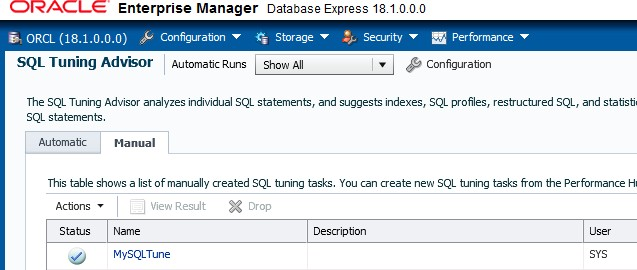 ORACLE Enterprise Manager Database Express 18.1.0.0.0
ORCL (18.1.0.0.0) Configuration Storage Security Performance
SQL Tuning Advisor Automatic Runs Show All Configuration
The SQL Tuning Advisor analyzes individual SQL statements, and suggests indexes, SQL profiles, restructured SQL, and statisti
SQL statements.
Automatic Manual
This table shows a list of manually created SQL tuning tasks. You can create new SQL tuning tasks from the Performance Hu
Actions View Result Drop
Status Name Description User
MySQLTune SYS